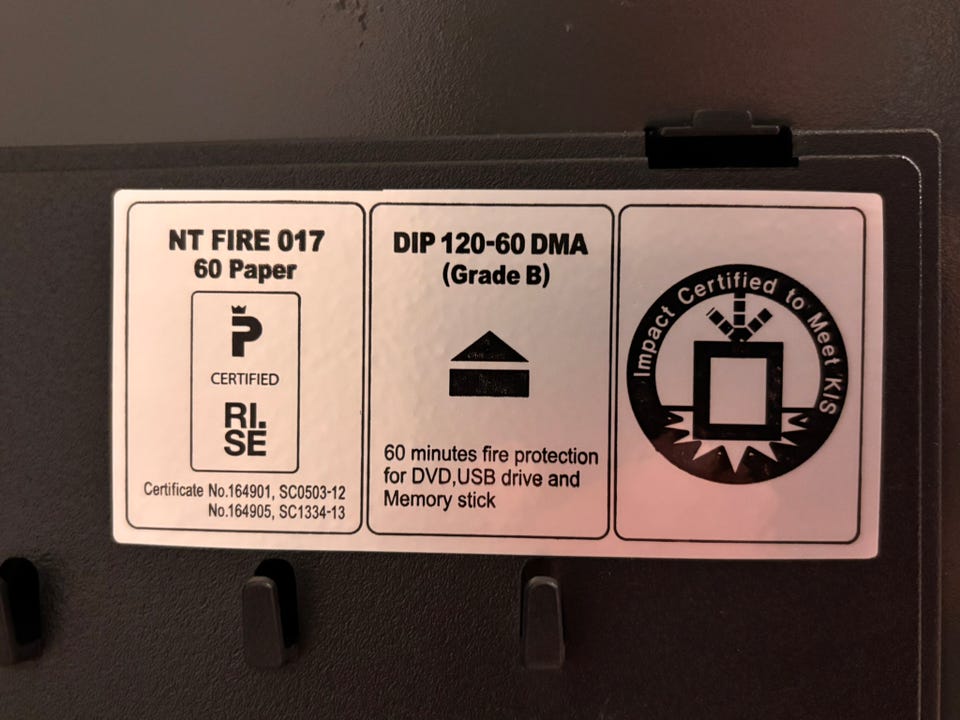 NT FIRE 017
60 Paper
P
CERTIFIED
RI.
SE
Certificate No.164901, SC0503-12
No.164905, SC1334-13
DIP 120-60 DMA
(Grade B)
60 minutes fire protection
for DVD,USB drive and
Memory stick
Impact Certified to Meet KIS